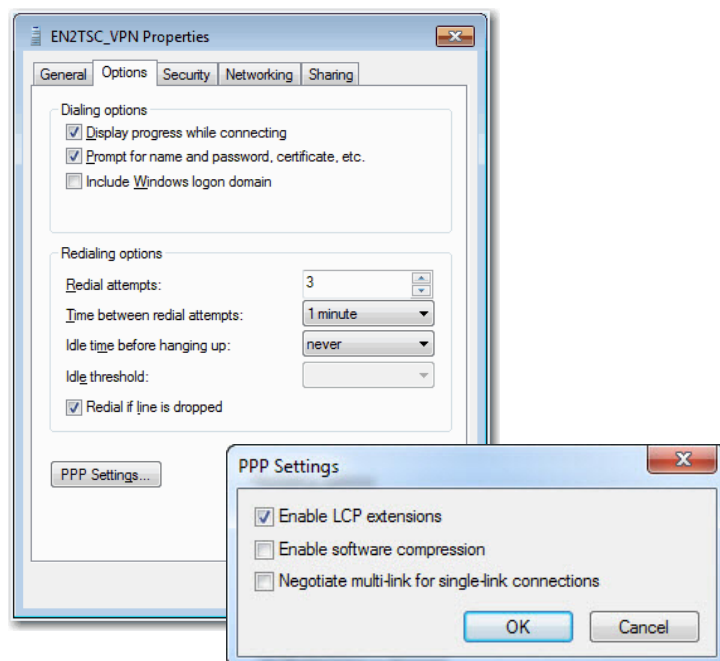 EN2TSC_VPN Properties
General Options Security Networking Sharing
Dialing options
Display progress while connecting
Prompt for name and password, certificate, etc.
Include Windows logon domain
Redialing options
Redial attempts: 3
Time between redial attempts: 1 minute
Idle time before hanging up: never
Idle threshold:
Redial if line is dropped
PPP Settings...
PPP Settings
Enable LCP extensions
Enable software compression
Negotiate multi-link for single-link connections
OK Cancel